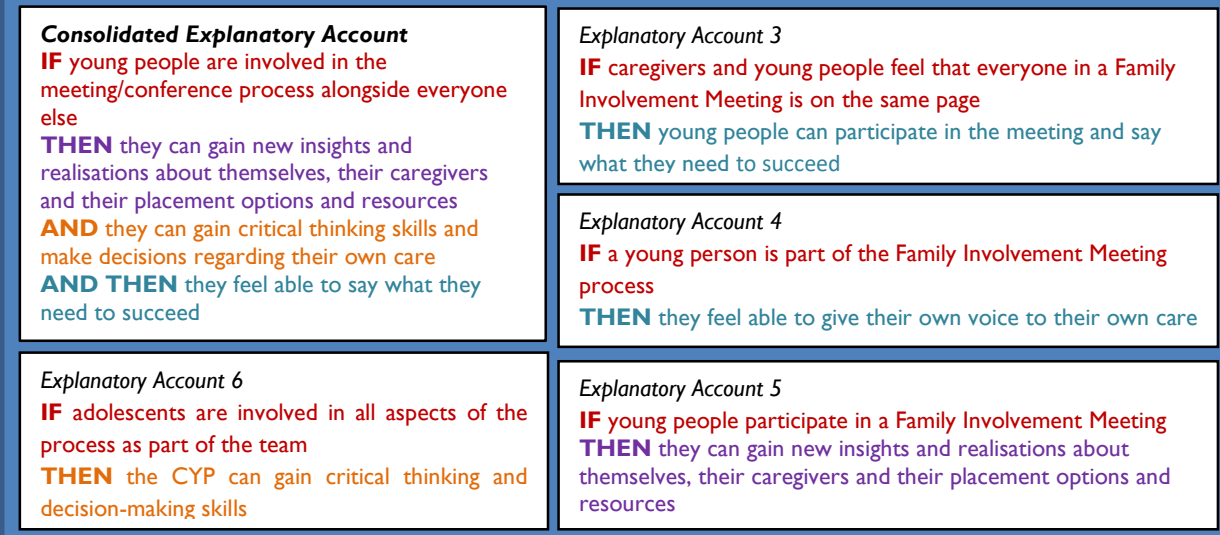 Consolidated Explanatory Account
IF young people are involved in the
meeting/conference process alongside everyone
else
THEN they can gain new insights and
realisations about themselves, their caregivers
and their placement options and resources
AND they can gain critical thinking skills and
make decisions regarding their own care
AND THEN they feel able to say what they
need to succeed
Explanatory Account 3
IF caregivers and young people feel that everyone in a Family
Involvement Meeting is on the same page
THEN young people can participate in the meeting and say
what they need to succeed
Explanatory Account 4
IF a young person is part of the Family Involvement Meeting
process
THEN they feel able to give their own voice to their own care
Explanatory Account 6
IF adolescents are involved in all aspects of the
process as part of the team
THEN the CYP can gain critical thinking and
decision-making skills
Explanatory Account 5
IF young people participate in a Family Involvement Meeting
THEN they can gain new insights and realisations about
themselves, their caregivers and their placement options and
resources